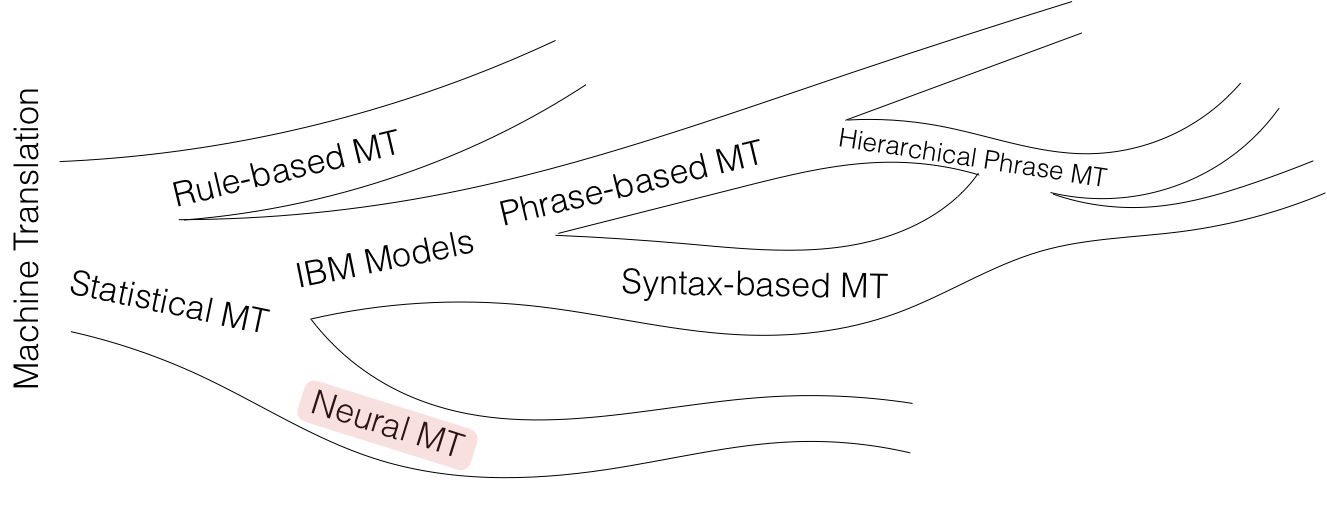 Machine Translation
Rule-based MT
Statistical MT
IBM Models
Phrase-based MT
Hierarchical Phrase MT
Syntax-based MT
Neural MT